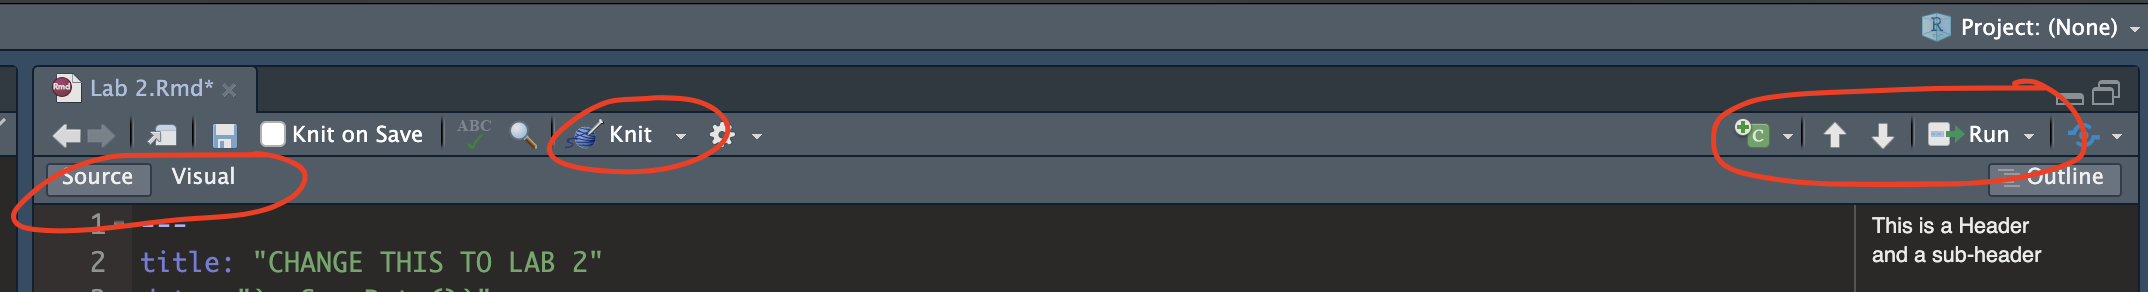 R Project: (None)
Rmd Lab 2.Rmd*
Knit on Save ABC Knit C Run
Source Visual Outline
1 ---
2 title: "CHANGE THIS TO LAB 2"
This is a Header
and a sub-header